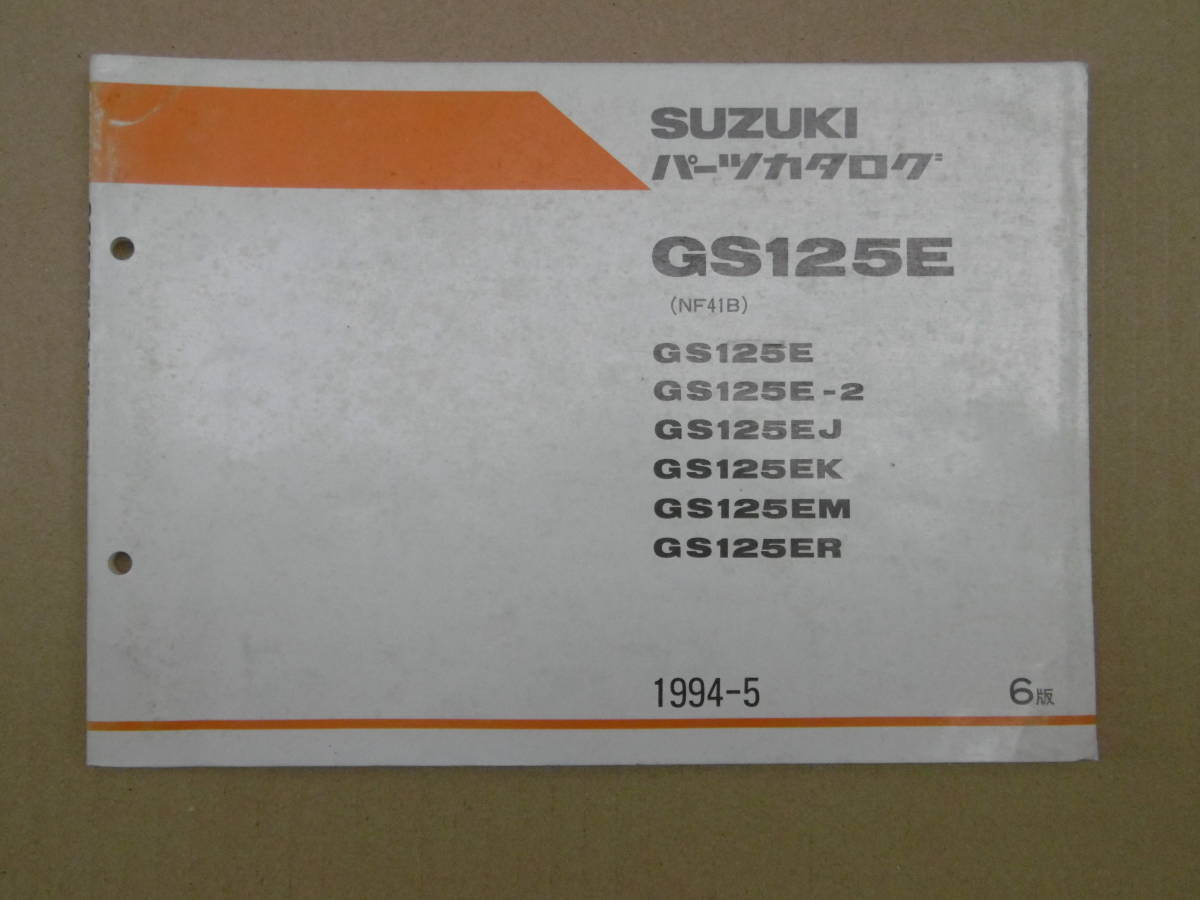 SUZUKI
パーツカタログ
GS125E
(NF41B)
GS125E
GS125E-2
GS125EJ
GS125EK
GS125EM
GS125ER
1994-5
6版